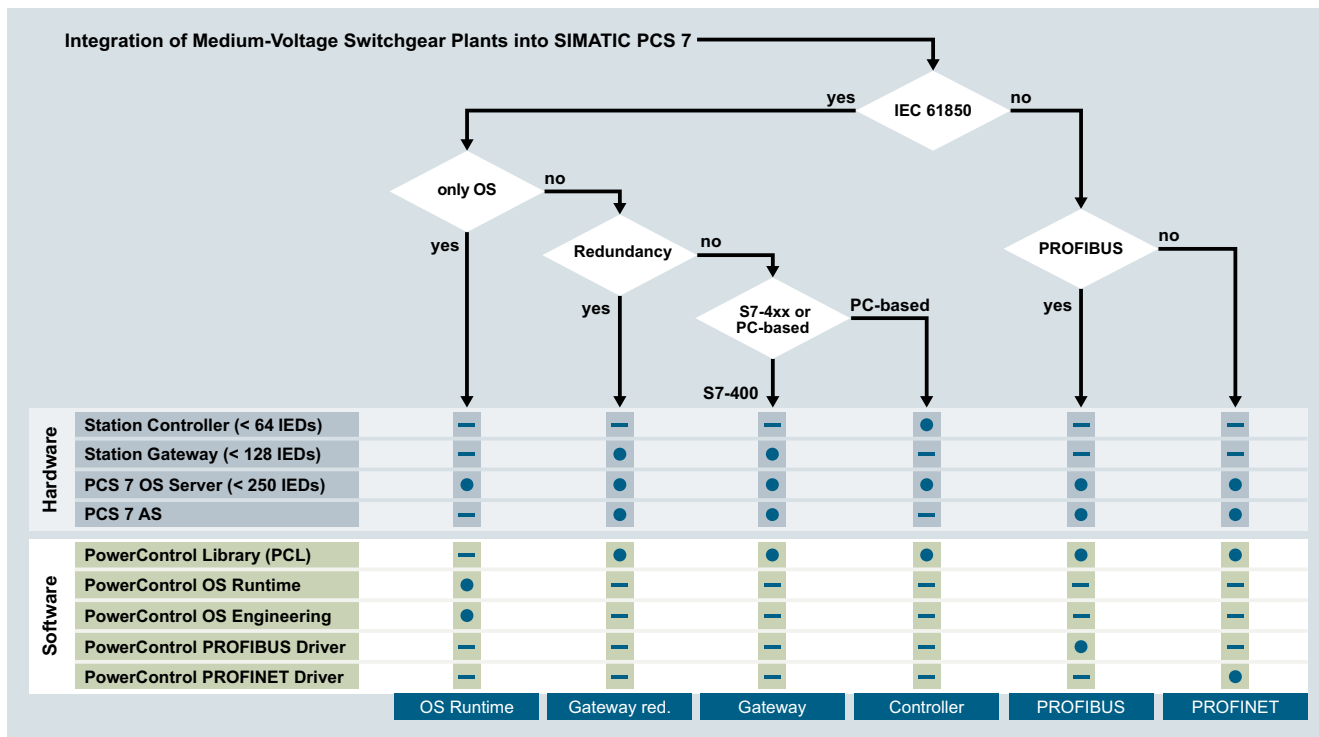 Integration of Medium-Voltage Switchgear Plants into SIMATIC PCS 7
yes
IEC 61850
no
only OS
no
yes
Redundancy
no
PROFIBUS
no
yes
S7-4xx or
PC-based
PC-based
yes
S7-400
Hardware
Station Controller (< 64 IEDs)
Station Gateway (< 128 IEDs)
PCS 7 OS Server (< 250 IEDs)
PCS 7 AS
Software
PowerControl Library (PCL)
PowerControl OS Runtime
PowerControl OS Engineering
PowerControl PROFIBUS Driver
PowerControl PROFINET Driver
OS Runtime
Gateway red.
Gateway
Controller
PROFIBUS
PROFINET